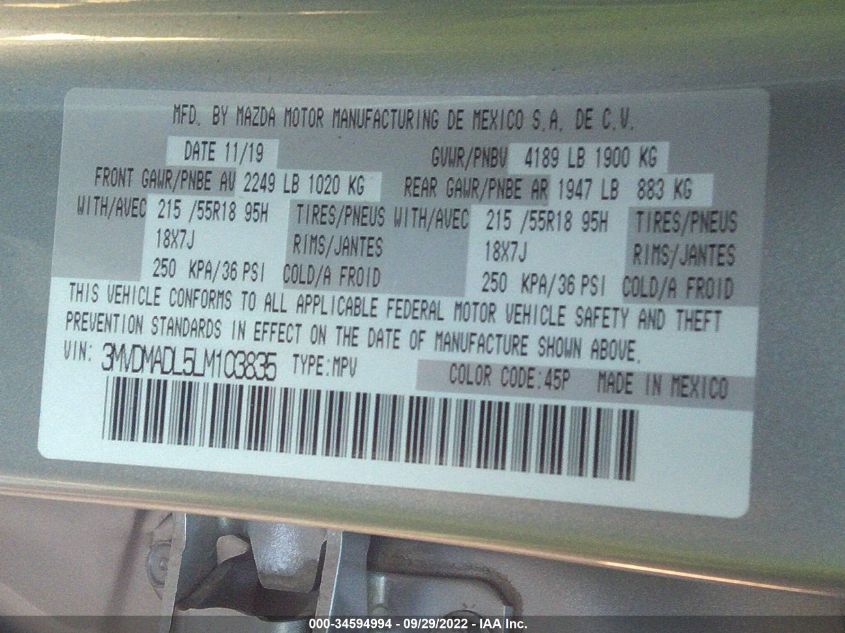 MFD. BY MAZDA MOTOR MANUFACTURING DE MEXICO S.A. DE C.V.
DATE 11/19 GVWR/PNBV 4189 LB 1900 KG
FRONT GAWR/PNBE AV 2249 LB 1020 KG REAR GAWR/PNBE AR 1947 LB 883 KG
WITH/AVEC 215 /55R18 95H TIRES/PNEUS WITH/AVEC 215 /55R18 95H TIRES/PNEUS
18X7J RIMS/JANTES 18X7J RIMS/JANTES
250 KPA/36 PSI COLD/A FROID 250 KPA/36 PSI COLD/A FROID
THIS VEHICLE CONFORMS TO ALL APPLICABLE FEDERAL MOTOR VEHICLE SAFETY AND THEFT
PREVENTION STANDARDS IN EFFECT ON THE DATE OF MANUFACTURE SHOWN ABOVE.
VIN: 3MVDMADL5LM103835 TYPE:MPV COLOR CODE:45P MADE IN MEXICO
000-34594994 / 09/29/2022 - IAA Inc.